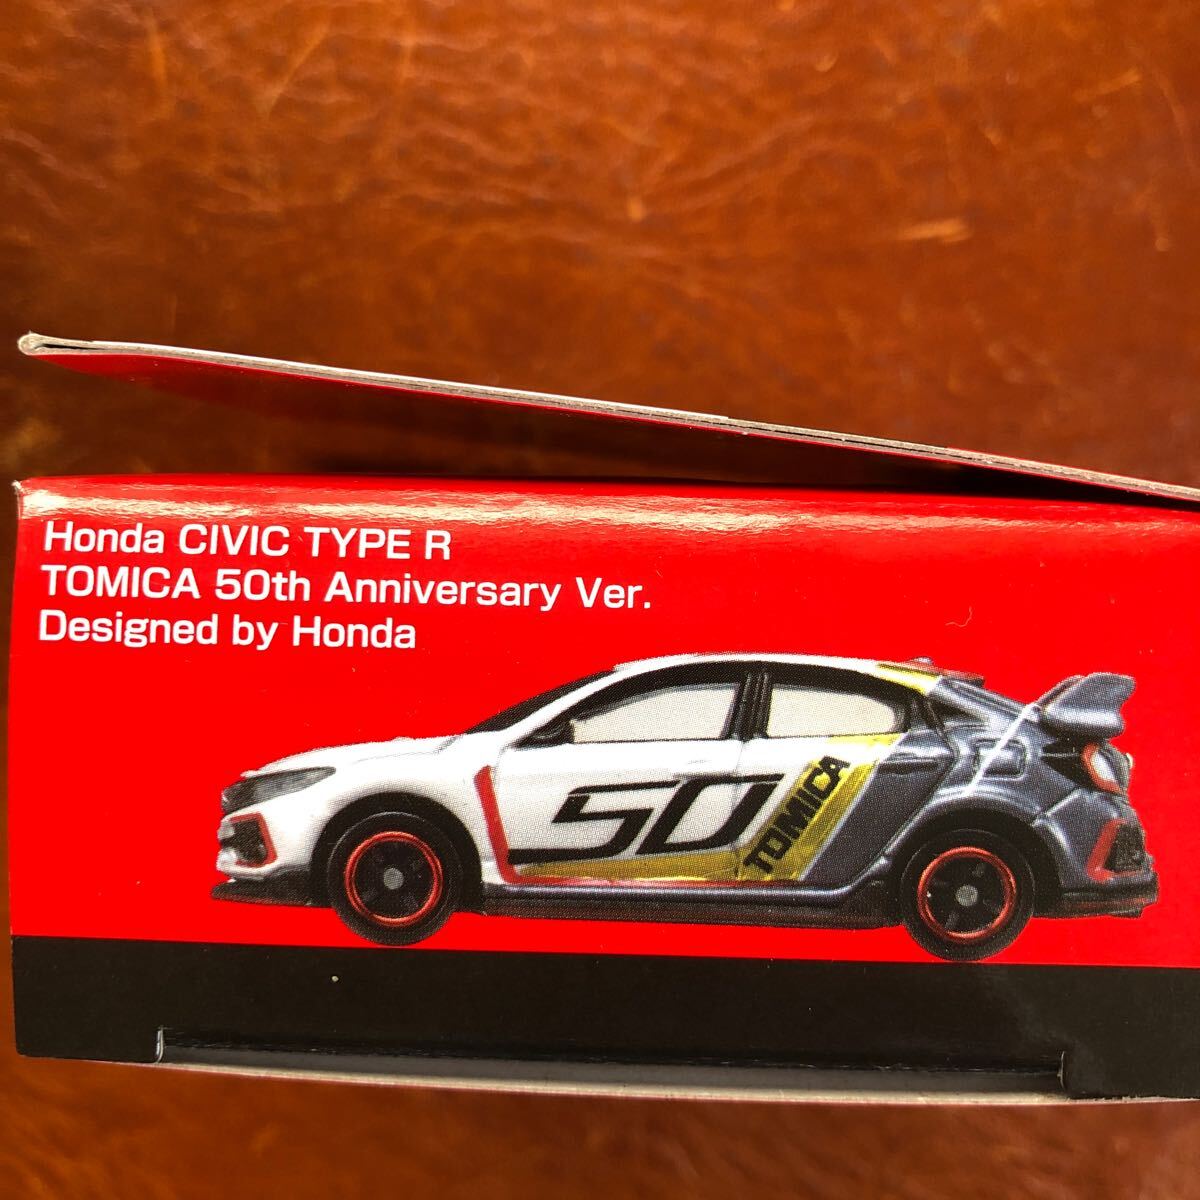 Honda CIVIC TYPE R
TOMICA 50th Anniversary Ver.
Designed by Honda
50
TOMICA